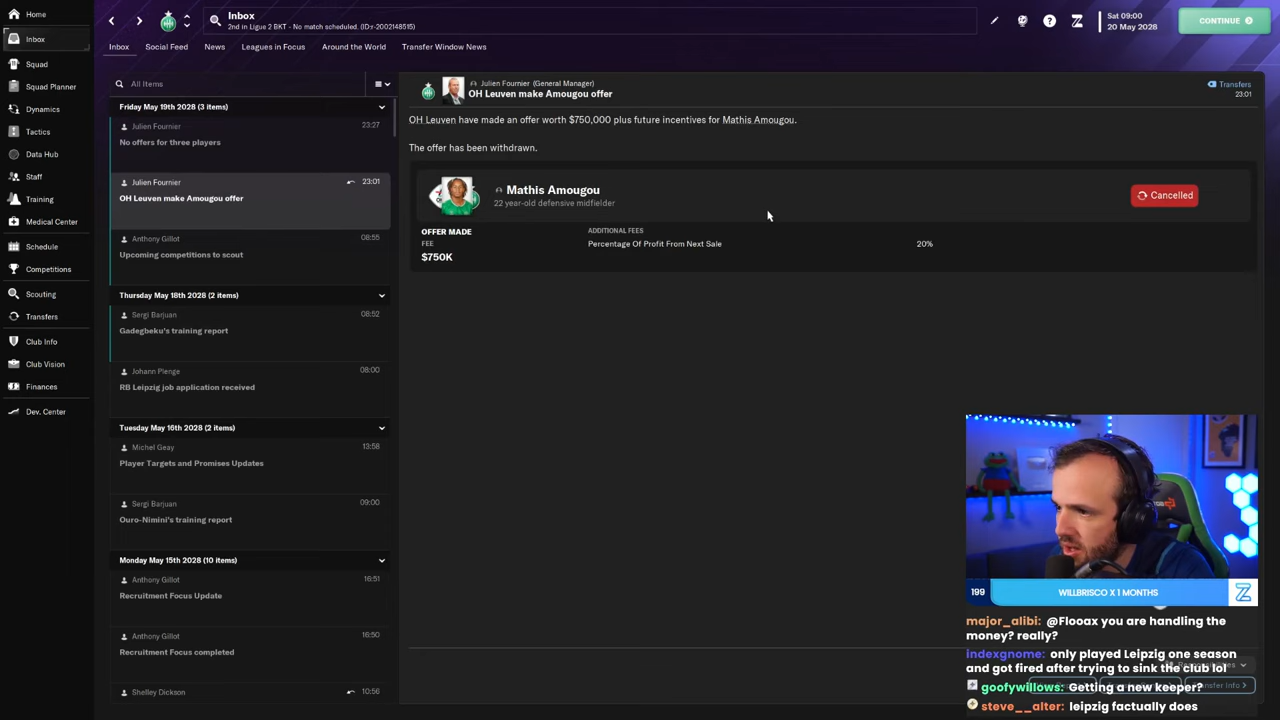 Home
Inbox
Squad
Squad Planner
Dynamics
Tactics
Data Hub
Staff
Training
Medical Center
Schedule
Competitions
Scouting
Transfers
Club Info
Club Vision
Finances
Dev. Center
Inbox
2nd in Ligue 2 BKT - No match scheduled. (ID:r-2002148515)
Sat 09:00
20 May 2028
CONTINUE
Inbox
Social Feed
News
Leagues in Focus
Around the World
Transfer Window News
All Items
Friday May 19th 2028 (3 items)
Julien Fournier 23:27
No offers for three players
Julien Fournier 23:01
OH Leuven make Amougou offer
Anthony Gillot 08:55
Upcoming competitions to scout
Thursday May 18th 2028 (2 items)
Sergi Barjuan 08:52
Gadegbeku's training report
Johann Plenge 08:00
RB Leipzig job application received
Tuesday May 16th 2028 (2 items)
Michel Geay 13:58
Player Targets and Promises Updates
Sergi Barjuan 09:00
Ouro-Nimini's training report
Monday May 15th 2028 (10 items)
Anthony Gillot 16:51
Recruitment Focus Update
Anthony Gillot 16:50
Recruitment Focus completed
Shelley Dickson 10:56
Julien Fournier (General Manager)
OH Leuven make Amougou offer
Transfers
23:01
OH Leuven have made an offer worth $750,000 plus future incentives for Mathis Amougou.
The offer has been withdrawn.
Mathis Amougou
22 year-old defensive midfielder
Cancelled
OFFER MADE
FEE
$750K
ADDITIONAL FEES
Percentage Of Profit From Next Sale 20%
199 WILLBRISCO X 1 MONTHS
major_alibi: @Flooax you are handling the
money? really?
indexgnome: only played Leipzig one season
and got fired after trying to sink the club lol
goofywillows: Getting a new keeper?
steve__alter: leipzig factually does
Transfer Info